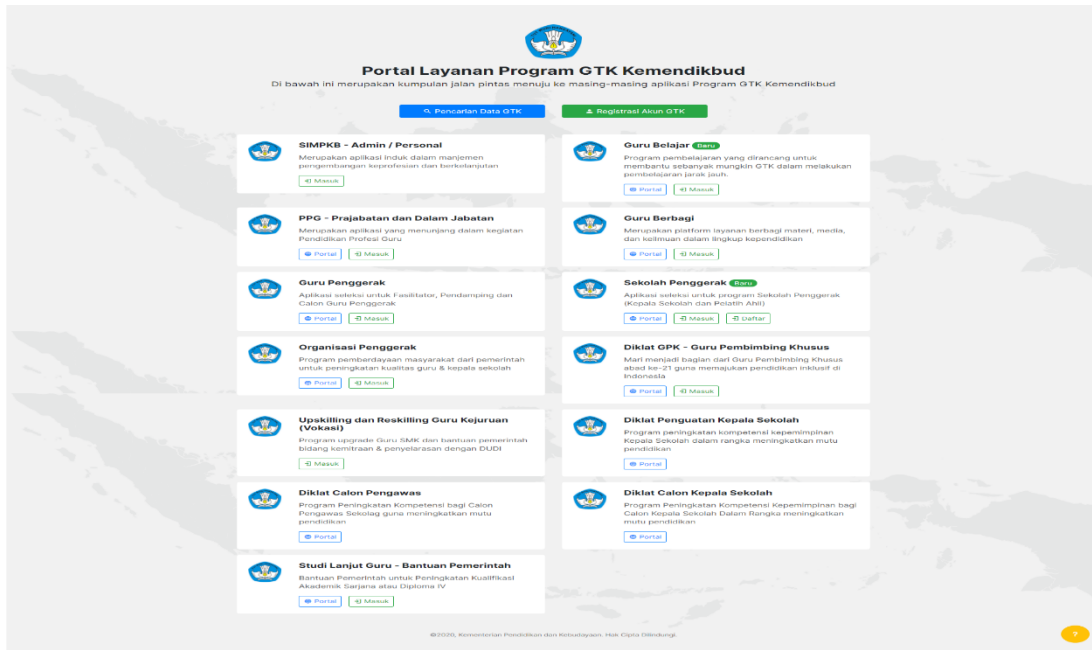 Portal Layanan Program GTK Kemendikbud
Di bawah ini merupakan kumpulan jalan pintas menuju ke masing-masing aplikasi Program GTK Kemendikbud
Pencarian Data GTK
Registrasi Akun GTK
SIMPKB - Admin / Personal
Merupakan aplikasi induk dalam manjemen
pengembangan keprofesian dan berkelanjutan
Masuk
Guru Belajar Baru
Program pembelajaran yang dirancang untuk
membantu sebanyak mungkin GTK dalam melakukan
pembelajaran jarak jauh.
Portal Masuk
PPG - Prajabatan dan Dalam Jabatan
Merupakan aplikasi yang menunjang dalam kegiatan
Pendidikan Profesi Guru
Portal Masuk
Guru Berbagi
Merupakan platform layanan berbagi materi, media,
dan keilmuan dalam lingkup kependidikan
Portal Masuk
Guru Penggerak
Aplikasi seleksi untuk Fasilitator, Pendamping dan
Calon Guru Penggerak
Portal Masuk
Sekolah Penggerak Baru
Aplikasi seleksi untuk program Sekolah Penggerak
(Kepala Sekolah dan Pelatih Ahli)
Portal Masuk Daftar
Organisasi Penggerak
Program pemberdayaan masyarakat dari pemerintah
untuk peningkatan kualitas guru & kepala sekolah
Portal Masuk
Diklat GPK - Guru Pembimbing Khusus
Mari menjadi bagian dari Guru Pembimbing Khusus
abad ke-21 guna memajukan pendidikan inklusif di
Indonesia
Portal Masuk
Upskilling dan Reskilling Guru Kejuruan
(Vokasi)
Program upgrade Guru SMK dan bantuan pemerintah
bidang kemitraan & penyelarasan dengan DUDI
Masuk
Diklat Penguatan Kepala Sekolah
Program peningkatan kompetensi kepemimpinan
Kepala Sekolah dalam rangka meningkatkan mutu
pendidikan
Portal
Diklat Calon Pengawas
Program Peningkatan Kompetensi bagi Calon
Pengawas Sekolag guna meningkatkan mutu
pendidikan
Portal
Diklat Calon Kepala Sekolah
Program Peningkatan Kompetensi Kepemimpinan bagi
Calon Kepala Sekolah Dalam Rangka meningkatkan
mutu pendidikan
Portal
Studi Lanjut Guru - Bantuan Pemerintah
Bantuan Pemerintah untuk Peningkatan Kualifikasi
Akademik Sarjana atau Diploma IV
Portal Masuk
©2020, Kementerian Pendidikan dan Kebudayaan. Hak Cipta Dilindungi.
?